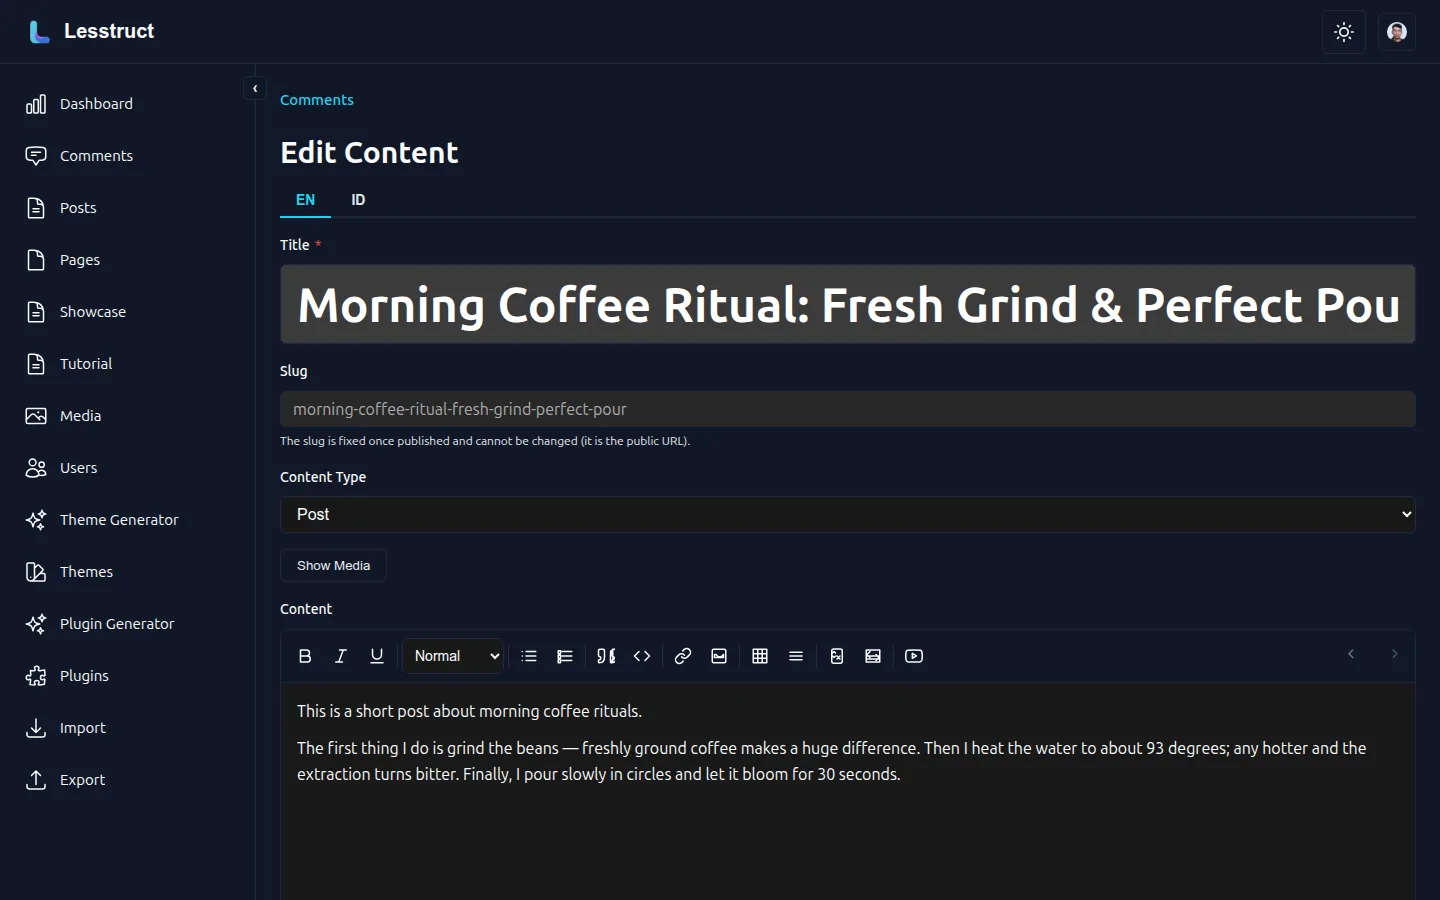 Lesstruct
Dashboard
Comments
Posts
Pages
Showcase
Tutorial
Media
Users
Theme Generator
Themes
Plugin Generator
Plugins
Import
Export
Comments
Edit Content
EN
ID
Title *
Morning Coffee Ritual: Fresh Grind & Perfect Pou
Slug
morning-coffee-ritual-fresh-grind-perfect-pour
The slug is fixed once published and cannot be changed (it is the public URL).
Content Type
Post
Show Media
Content
Normal
This is a short post about morning coffee rituals.
The first thing I do is grind the beans — freshly ground coffee makes a huge difference. Then I heat the water to about 93 degrees; any hotter and the
extraction turns bitter. Finally, I pour slowly in circles and let it bloom for 30 seconds.